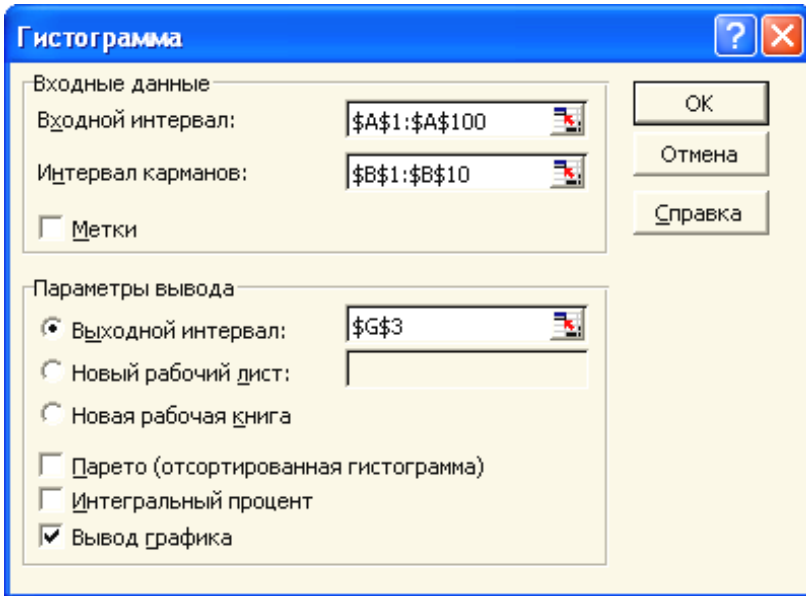 Гистограмма
Входные данные
Входной интервал: $A$1:$A$100
Интервал карманов: $B$1:$B$10
Метки
OK
Отмена
Справка
Параметры вывода
Выходной интервал: $G$3
Новый рабочий лист:
Новая рабочая книга
Парето (отсортированная гистограмма)
Интегральный процент
Вывод графика